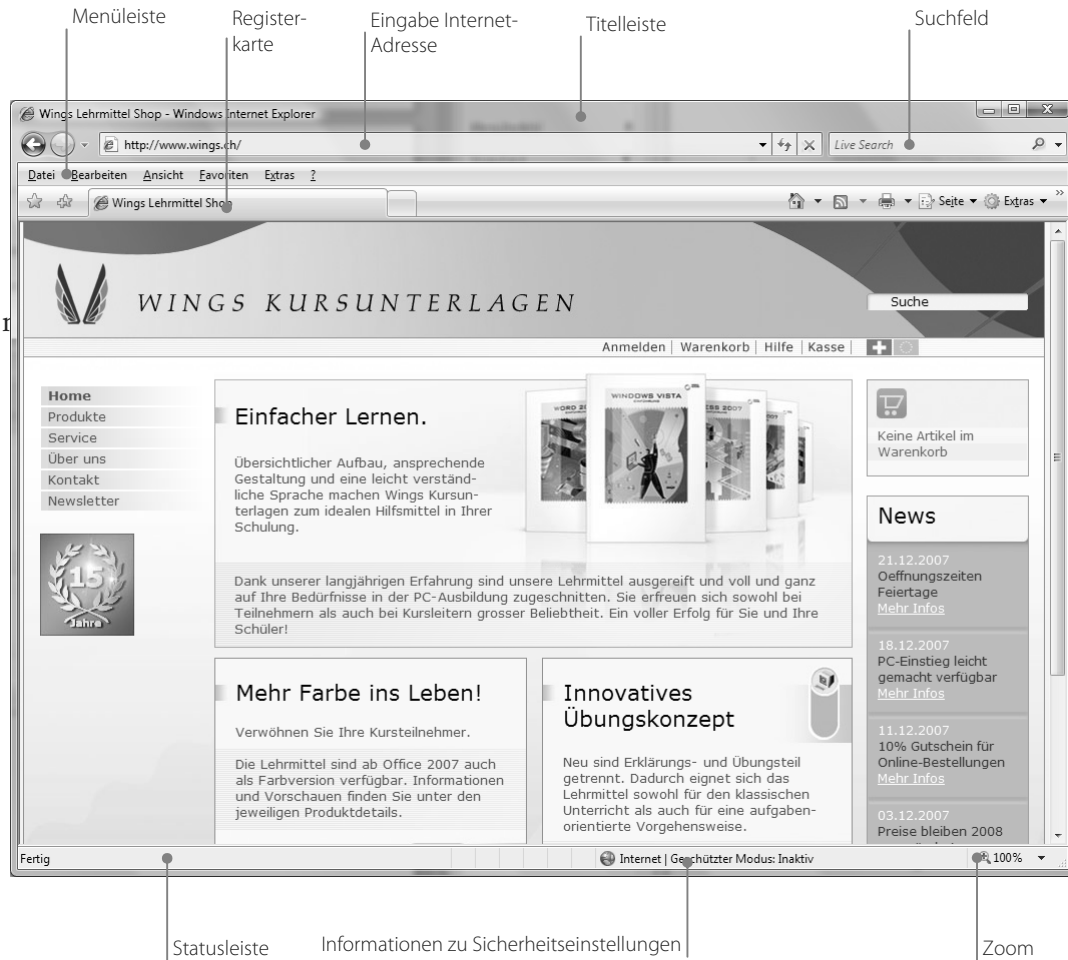 Menüleiste
Register-
karte
Eingabe Internet-
Adresse
Titelleiste
Suchfeld
Wings Lehrmittel Shop - Windows Internet Explorer
http://www.wings.ch/
Live Search
Datei Bearbeiten Ansicht Favoriten Extras ?
Wings Lehrmittel Shop
Seite Extras
WINGS KURSUNTERLAGEN
Suche
Anmelden | Warenkorb | Hilfe | Kasse |
Home
Produkte
Service
Über uns
Kontakt
Newsletter
15
Jahre
Einfacher Lernen.
Übersichtlicher Aufbau, ansprechende
Gestaltung und eine leicht verständ-
liche Sprache machen Wings Kursun-
terlagen zum idealen Hilfsmittel in Ihrer
Schulung.
WINDOWS VISTA
Dank unserer langjährigen Erfahrung sind unsere Lehrmittel ausgereift und voll und ganz
auf Ihre Bedürfnisse in der PC-Ausbildung zugeschnitten. Sie erfreuen sich sowohl bei
Teilnehmern als auch bei Kursleitern grosser Beliebtheit. Ein voller Erfolg für Sie und Ihre
Schüler!
Mehr Farbe ins Leben!
Verwöhnen Sie Ihre Kursteilnehmer.
Die Lehrmittel sind ab Office 2007 auch
als Farbversion verfügbar. Informationen
und Vorschauen finden Sie unter den
jeweiligen Produktdetails.
Innovatives
Übungskonzept
Neu sind Erklärungs- und Übungsteil
getrennt. Dadurch eignet sich das
Lehrmittel sowohl für den klassischen
Unterricht als auch für eine aufgaben-
orientierte Vorgehensweise.
Keine Artikel im
Warenkorb
News
21.12.2007
Oeffnungszeiten
Feiertage
Mehr Infos
18.12.2007
PC-Einstieg leicht
gemacht verfügbar
Mehr Infos
11.12.2007
10% Gutschein für
Online-Bestellungen
Mehr Infos
03.12.2007
Preise bleiben 2008
Fertig
Internet | Geschützter Modus: Inaktiv
100%
Statusleiste
Informationen zu Sicherheitseinstellungen
Zoom